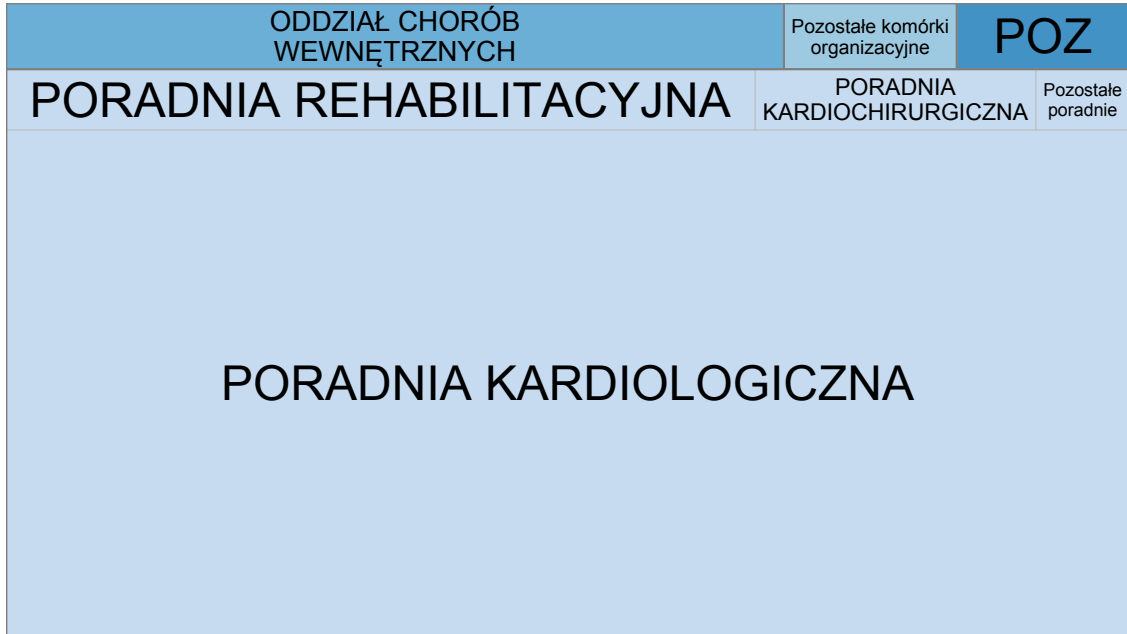 ODDZIAŁ CHORÓB
WEWNĘTRZNYCH
Pozostałe komórki
organizacyjne
POZ
PORADNIA REHABILITACYJNA
PORADNIA
KARDIOCHIRURGICZNA
Pozostałe
poradnie
PORADNIA KARDIOLOGICZNA